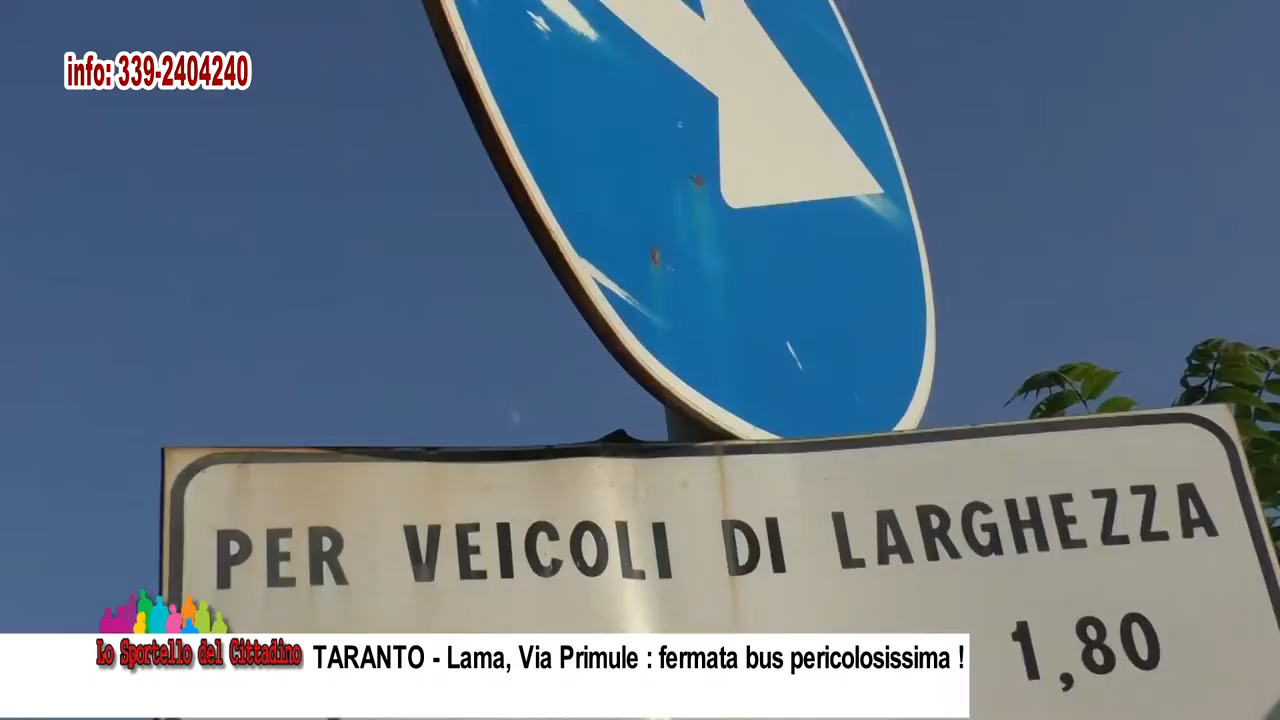 info: 339-2404240
PER VEICOLI DI LARGHEZZA
1,80
Lo Sportello del Cittadino
TARANTO - Lama, Via Primule : fermata bus pericolosissima !